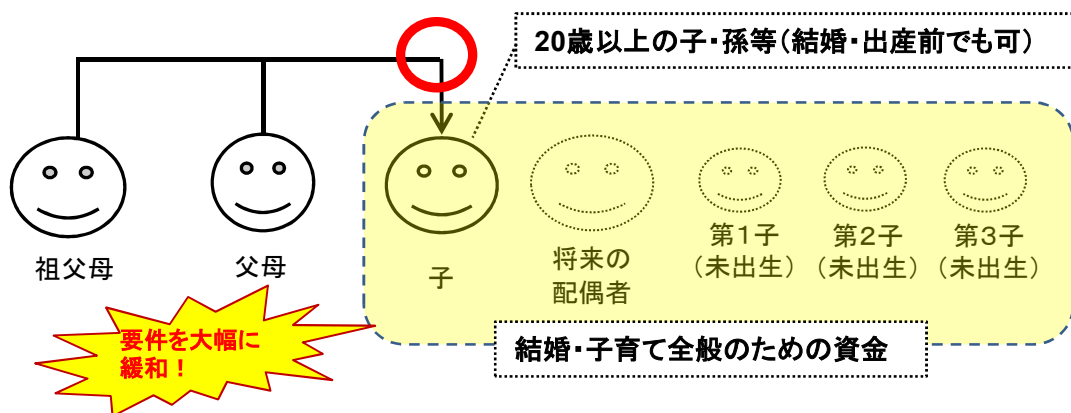 20歳以上の子・孫等(結婚・出産前でも可)
祖父母
父母
子
将来の
配偶者
第1子
(未出生)
第2子
(未出生)
第3子
(未出生)
要件を大幅に
緩和！
結婚・子育て全般のための資金